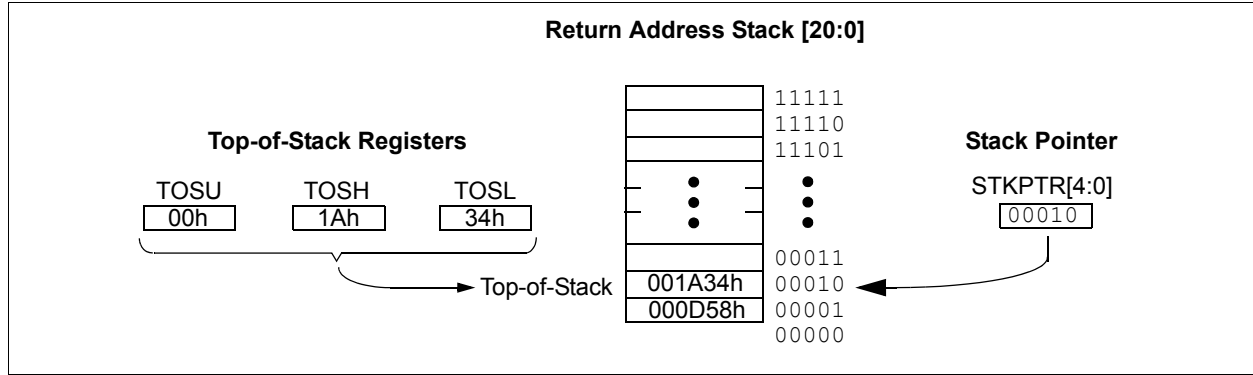 Return Address Stack [20:0]
11111
11110
11101
Top-of-Stack Registers
Stack Pointer
TOSU TOSH TOSL
STKPTR[4:0]
00h 1Ah 34h
00010
00011
Top-of-Stack 001A34h 00010
000D58h 00001
00000